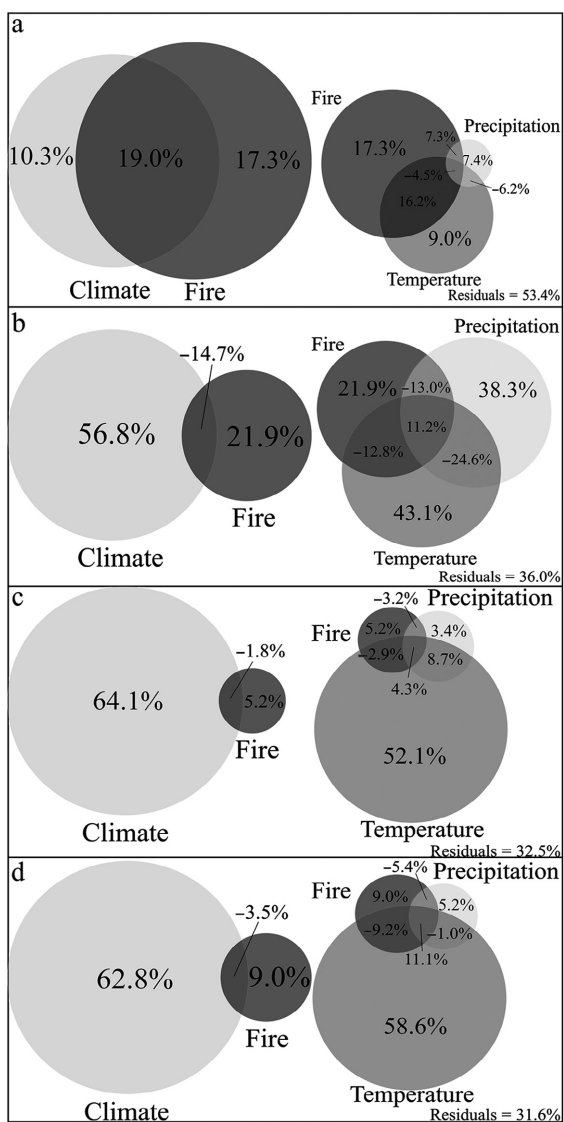 a
10.3%
19.0%
17.3%
Climate
Fire
Fire
Precipitation
17.3%
7.3%
7.4%
−4.5%
−6.2%
16.2%
9.0%
Temperature
Residuals = 53.4%
b
−14.7%
56.8%
21.9%
Fire
Climate
Precipitation
Fire
21.9%
−13.0%
38.3%
11.2%
−12.8%
−24.6%
43.1%
Temperature
Residuals = 36.0%
c
−1.8%
64.1%
5.2%
Fire
Climate
−3.2%
Precipitation
Fire
5.2%
3.4%
−2.9%
8.7%
4.3%
52.1%
Temperature
Residuals = 32.5%
d
−3.5%
62.8%
9.0%
Fire
Climate
−5.4%
Precipitation
Fire
9.0%
5.2%
−9.2%
−1.0%
11.1%
58.6%
Temperature
Residuals = 31.6%